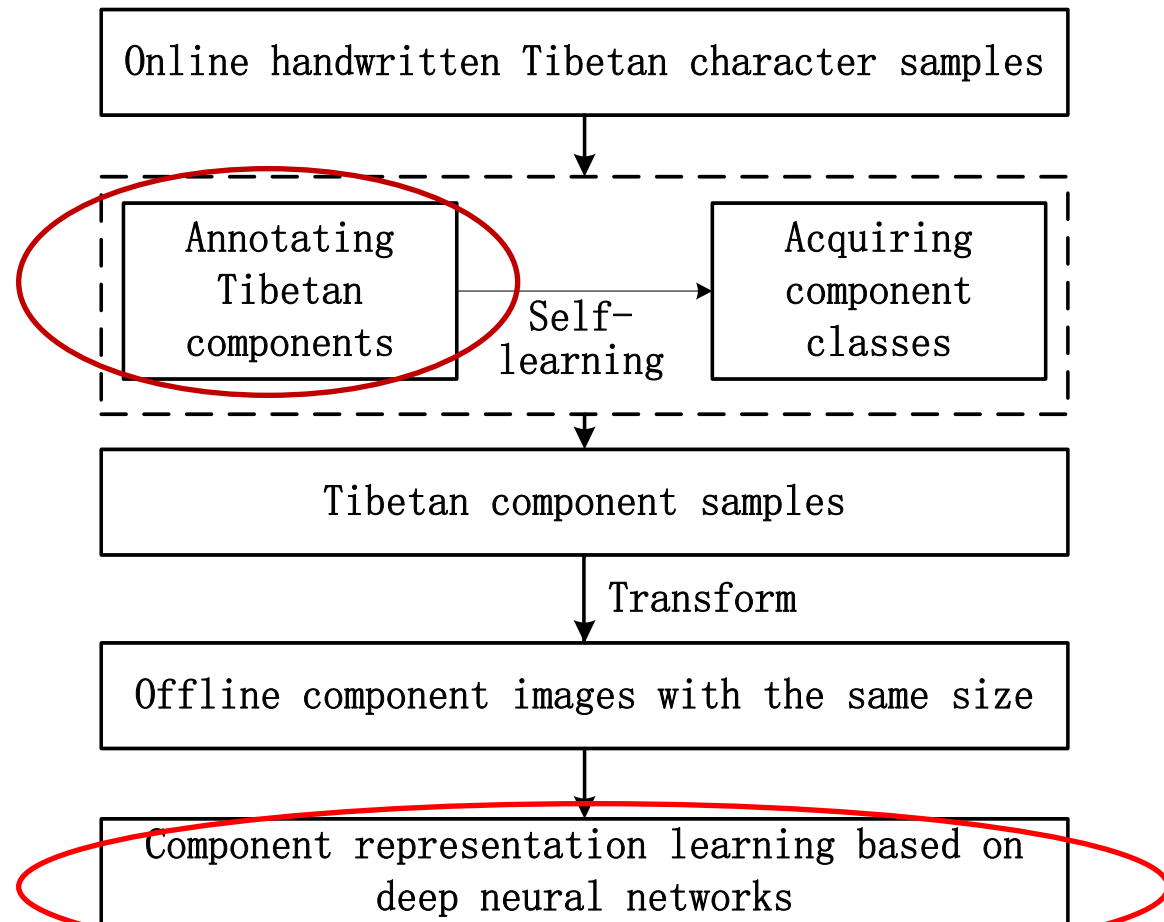 Online handwritten Tibetan character samples
Annotating
Tibetan
components
Self-
learning
Acquiring
component
classes
Tibetan component samples
Transform
Offline component images with the same size
Component representation learning based on
deep neural networks